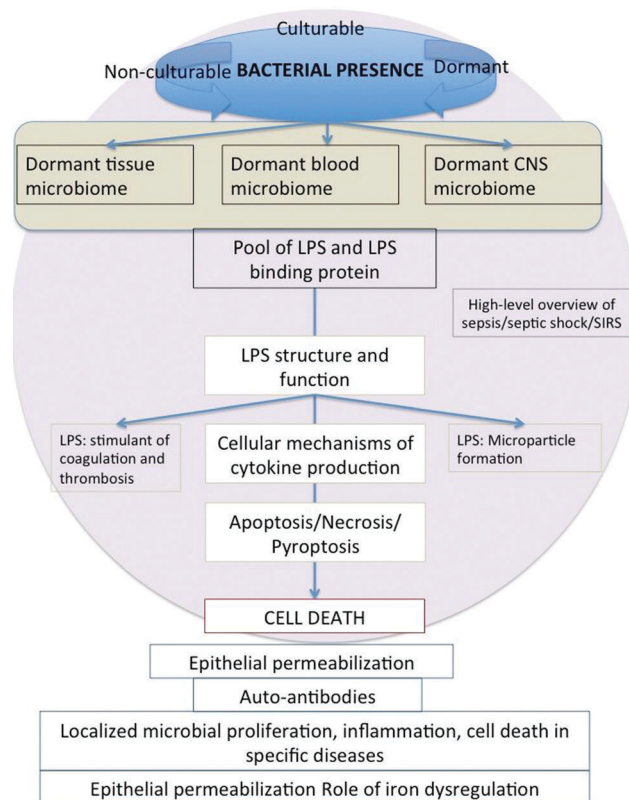 Culturable
Non-culturable BACTERIAL PRESENCE Dormant
Dormant tissue
microbiome
Dormant blood
microbiome
Dormant CNS
microbiome
Pool of LPS and LPS
binding protein
High-level overview of
sepsis/septic shock/SIRS
LPS structure and
function
LPS: stimulant of
coagulation and
thrombosis
Cellular mechanisms of
cytokine production
LPS: Microparticle
formation
Apoptosis/Necrosis/
Pyroptosis
CELL DEATH
Epithelial permeabilization
Auto-antibodies
Localized microbial proliferation, inflammation, cell death in
specific diseases
Epithelial permeabilization Role of iron dysregulation